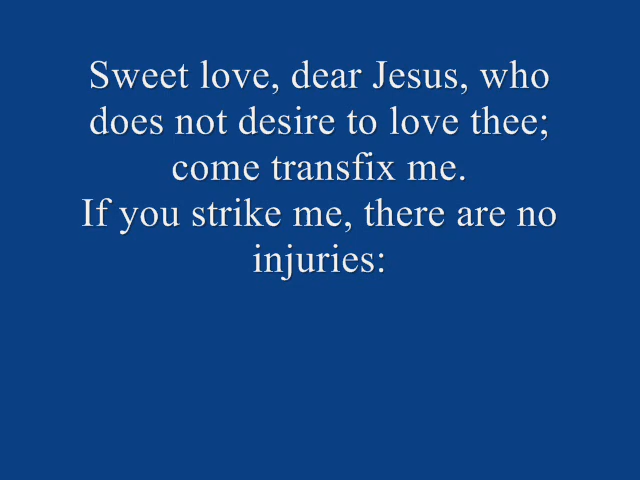 Sweet love, dear Jesus, who
does not desire to love thee;
come transfix me.
If you strike me, there are no
injuries: